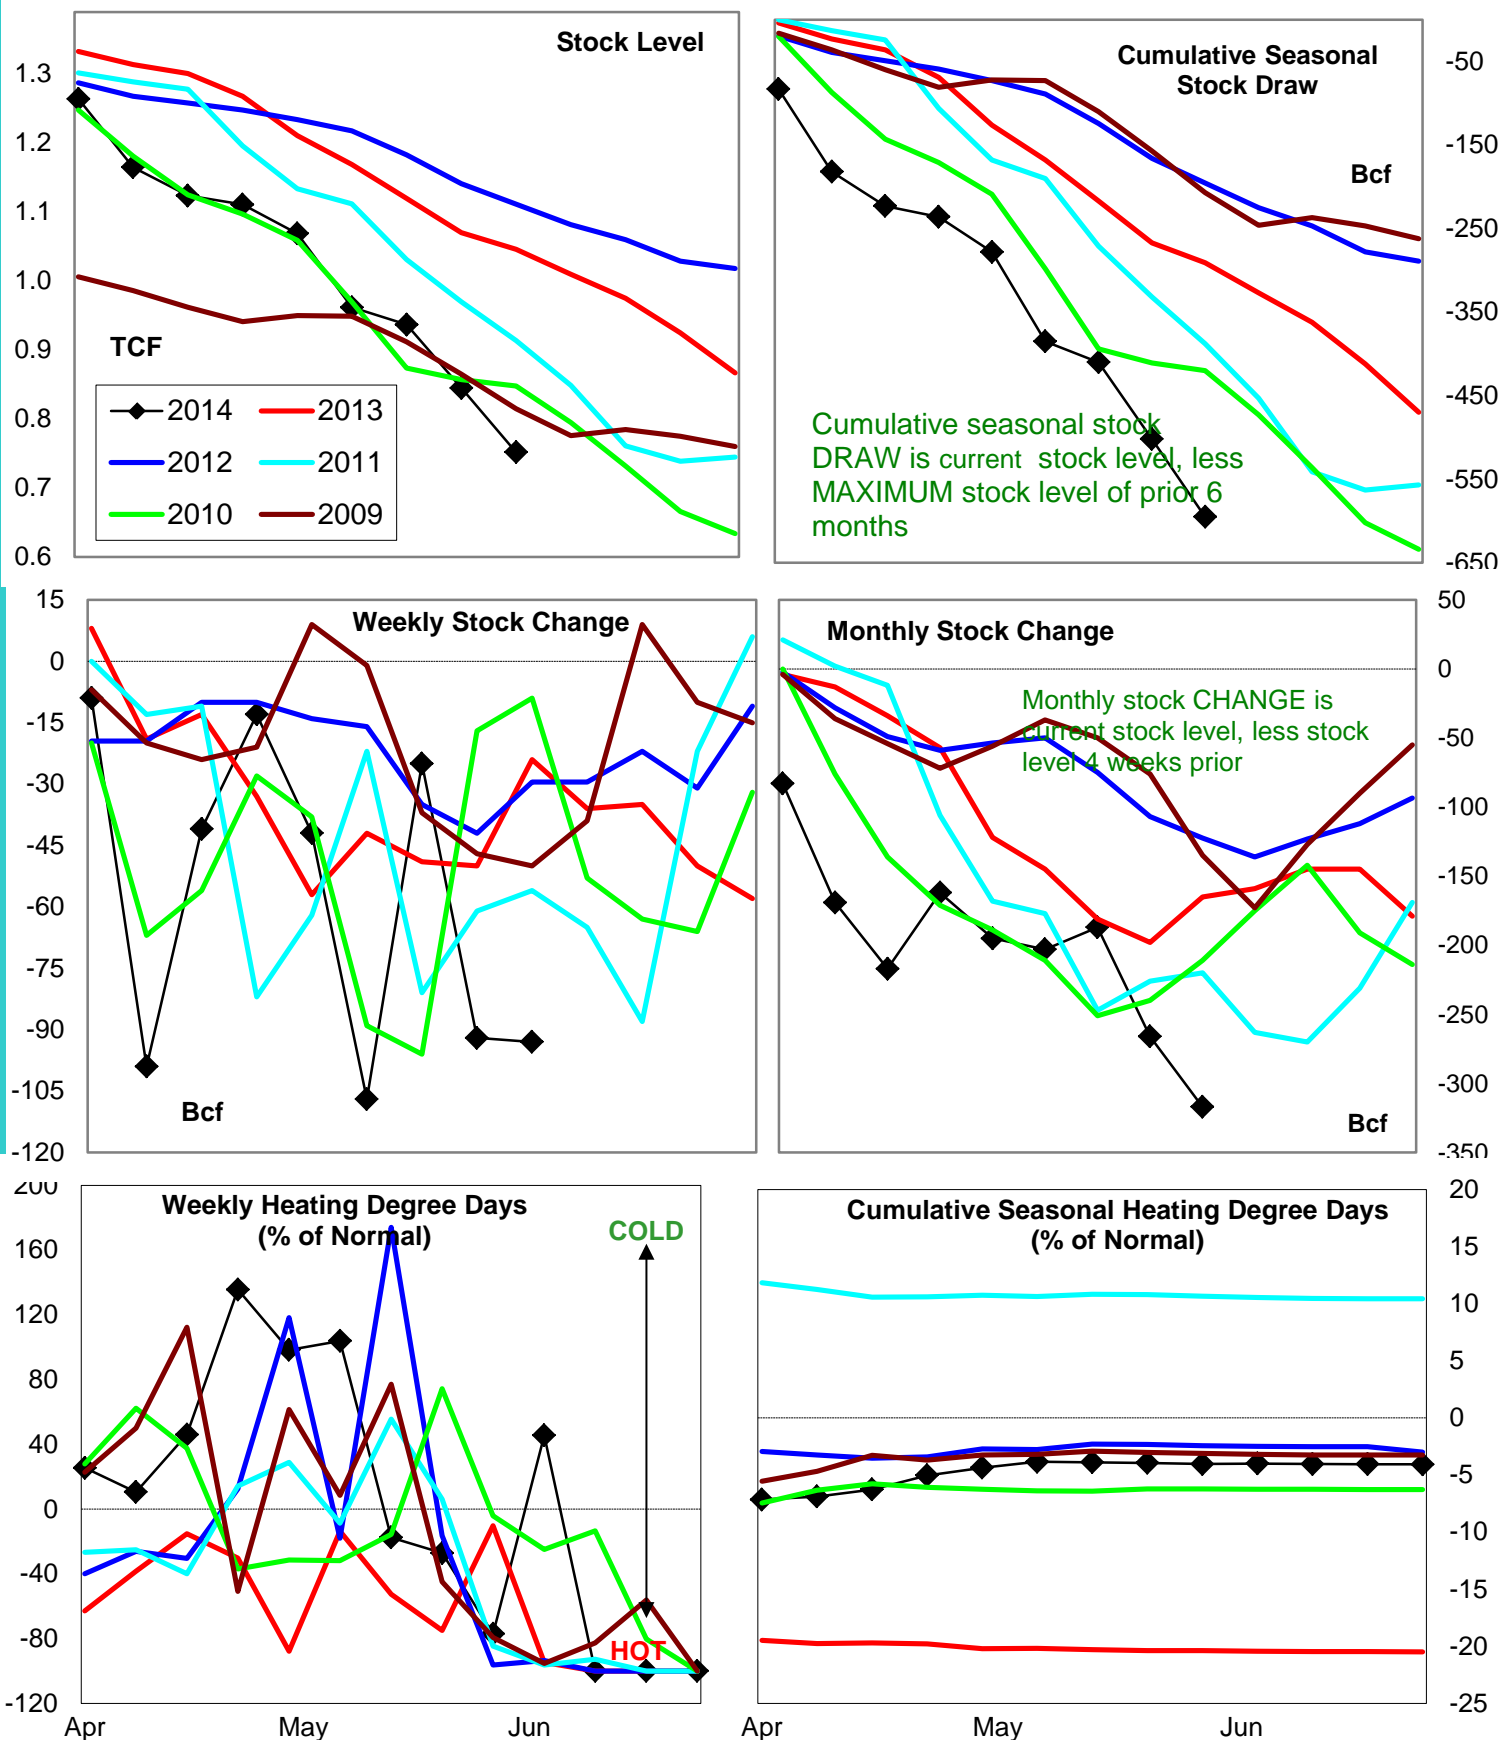 Stock Level
1.3
1.2
1.1
1.0
0.9
0.8
0.7
0.6
TCF
2014 2013
2012 2011
2010 2009
Cumulative Seasonal
Stock Draw
Bcf
-50
-150
-250
-350
-450
-550
-650
Cumulative seasonal stock
DRAW is current stock level, less
MAXIMUM stock level of prior 6
months
Weekly Stock Change
15
0
-15
-30
-45
-60
-75
-90
-105
-120
Bcf
Monthly Stock Change
50
0
-50
-100
-150
-200
-250
-300
-350
Monthly stock CHANGE is
current stock level, less stock
level 4 weeks prior
Bcf
Weekly Heating Degree Days
(% of Normal)
200
160
120
80
40
0
-40
-80
-120
COLD
HOT
Apr May Jun
Cumulative Seasonal Heating Degree Days
(% of Normal)
20
15
10
5
0
-5
-10
-15
-20
-25
Apr May Jun